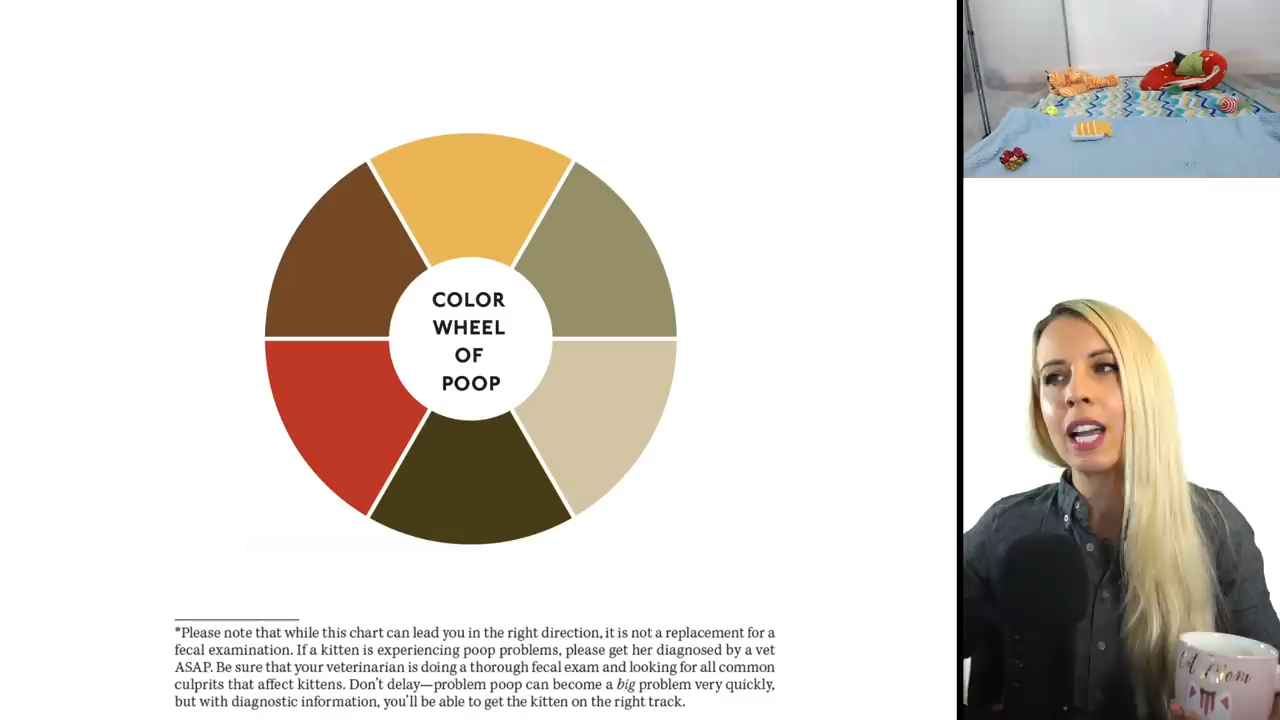 COLOR
WHEEL
OF
POOP
*Please note that while this chart can lead you in the right direction, it is not a replacement for a
fecal examination. If a kitten is experiencing poop problems, please get her diagnosed by a vet
ASAP. Be sure that your veterinarian is doing a thorough fecal exam and looking for all common
culprits that affect kittens. Don't delay—problem poop can become a big problem very quickly,
but with diagnostic information, you'll be able to get the kitten on the right track.